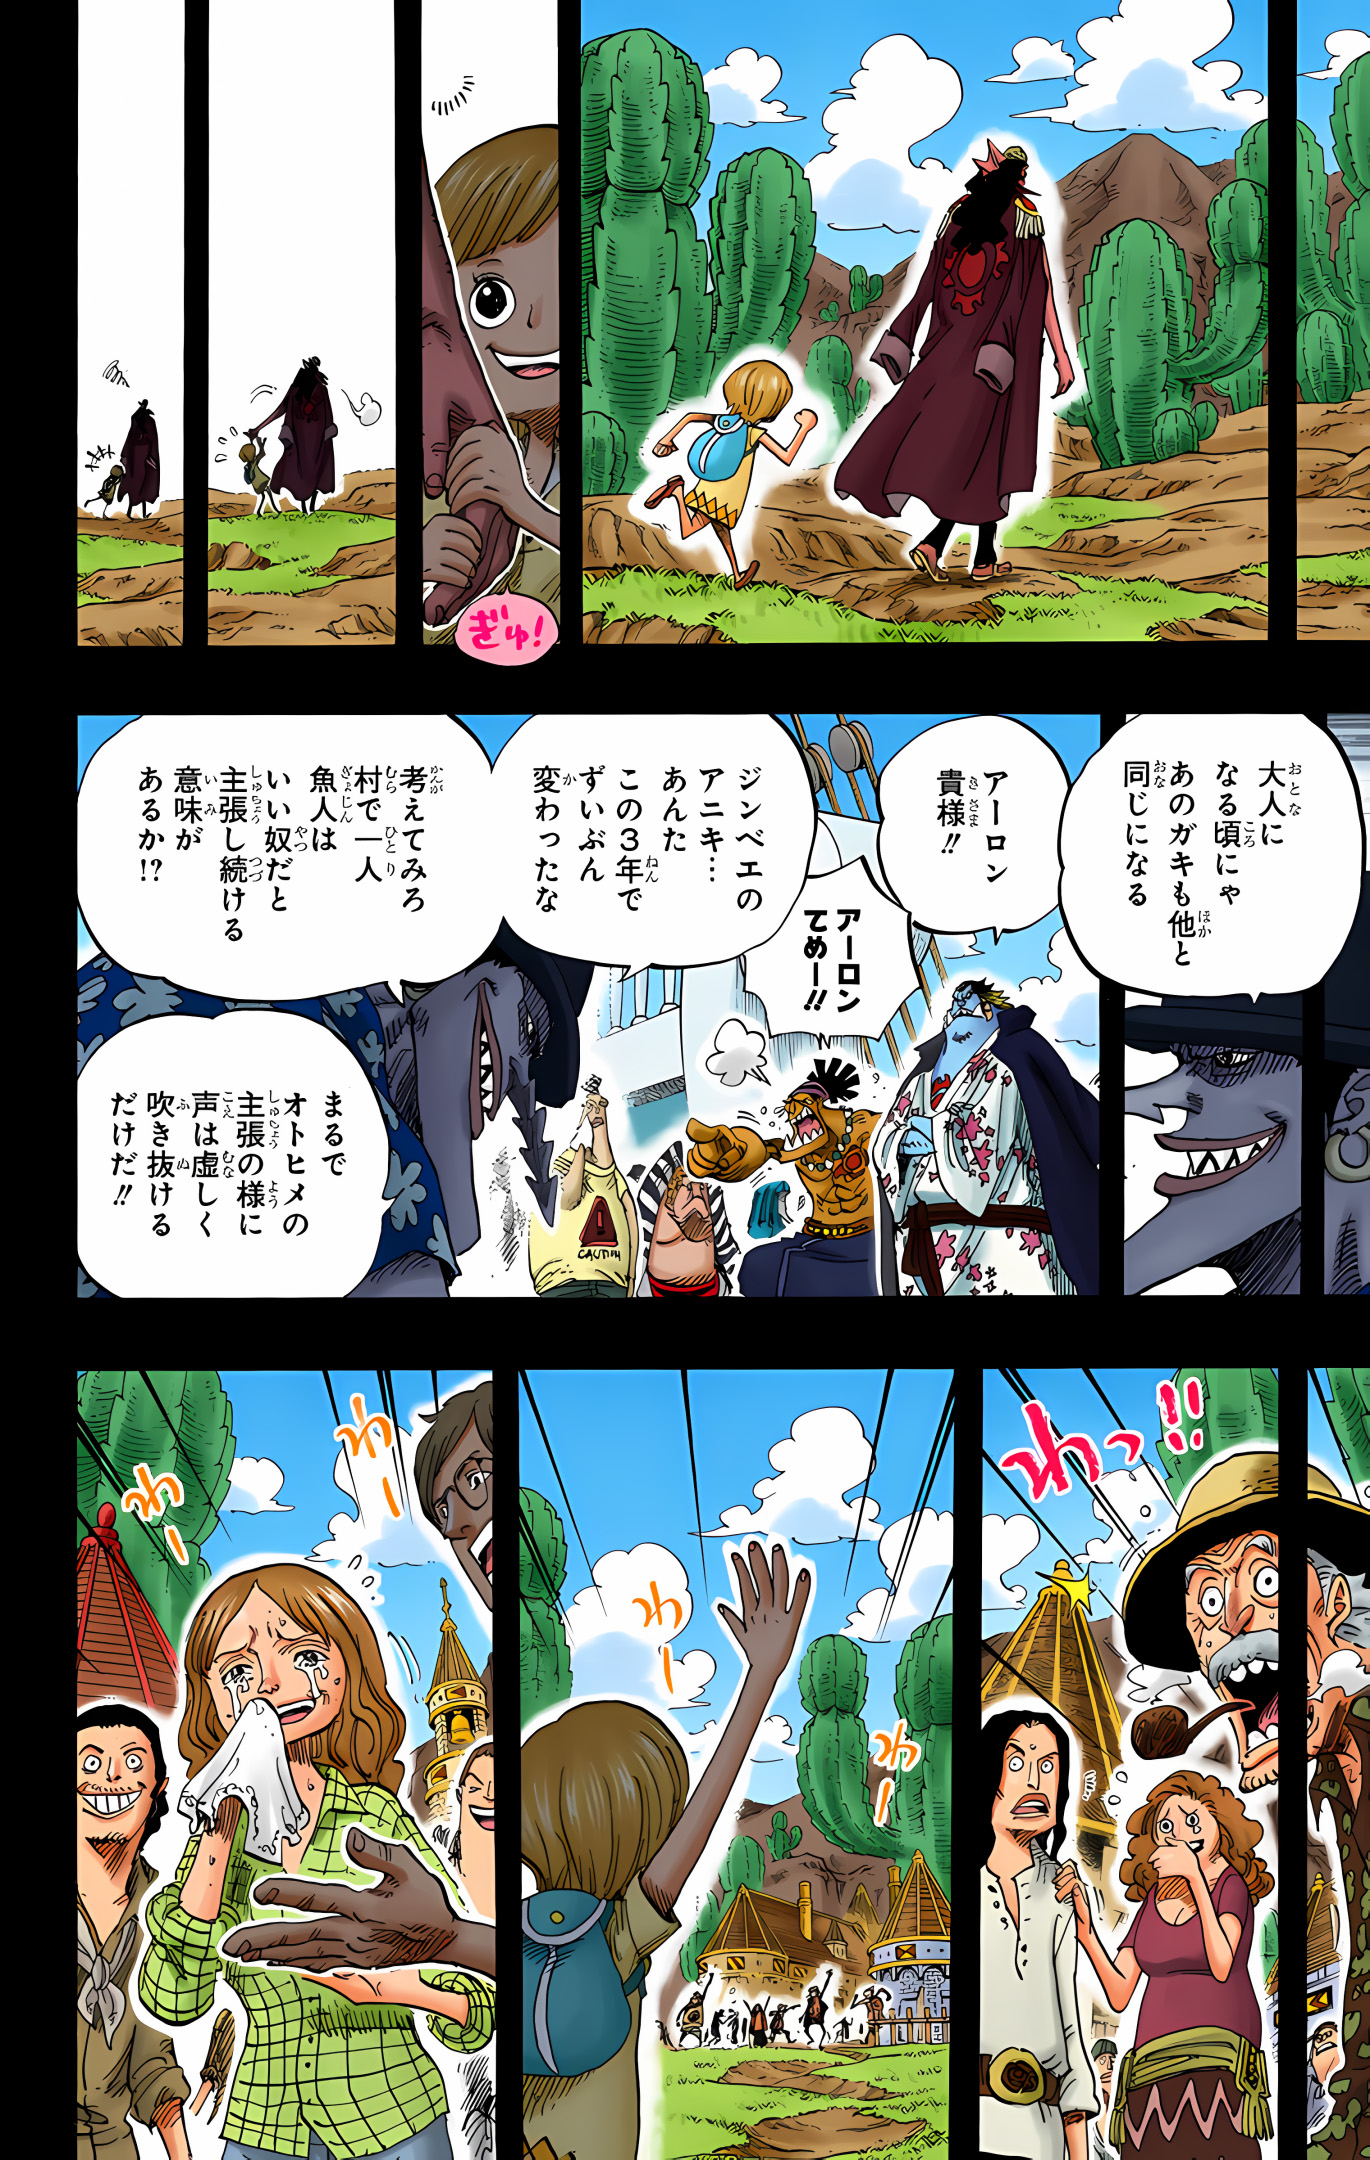 ぎゅ!
大人に
なる頃にゃ
あのガキも他と
同じになる
アーロン
貴様!!
アーロン
てめー!!
ジンベエの
アニキ…
あんた
この3年で
ずいぶん
変わったな
考えてみろ
村で一人
魚人は
いい奴だと
主張し続ける
意味が
あるか!?
まるで
オトヒメの
主張の様に
声は虚しく
吹き抜ける
だけだ!!
CAUTION
わっ!!
わー
わー
わー
わー